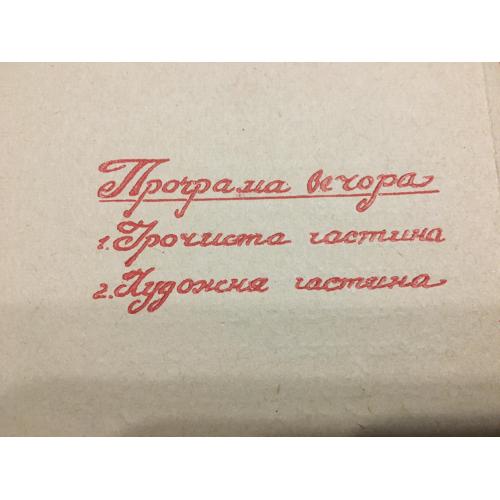 Програма вечора
1. Урочиста частина
2. Художня частина